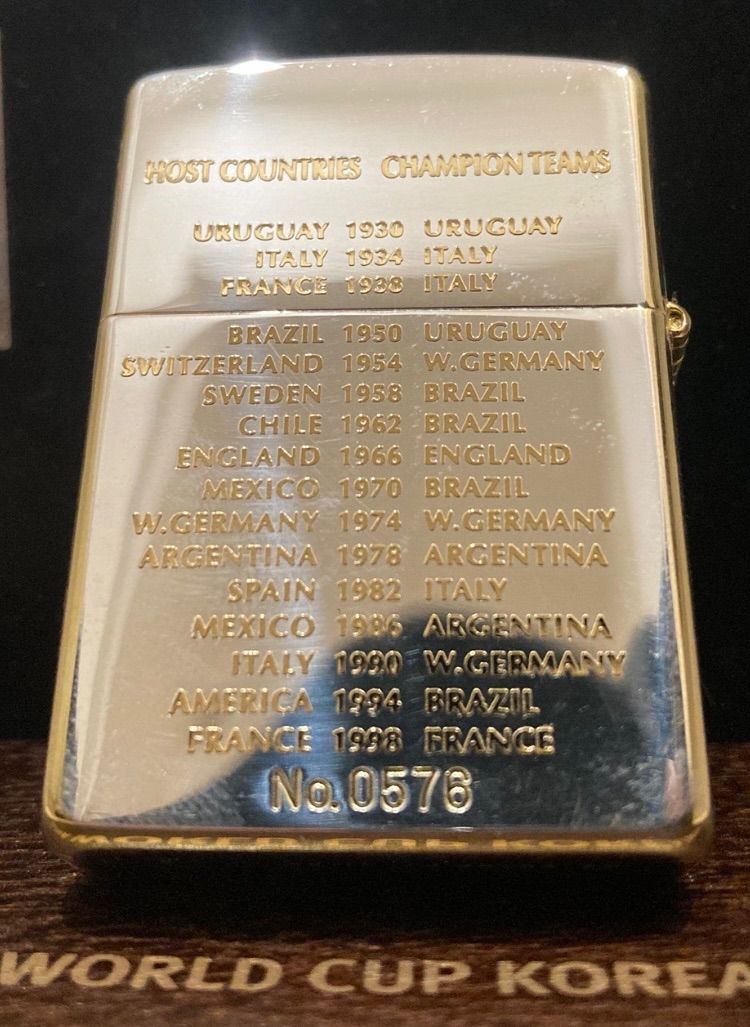 HOST COUNTRIES CHAMPION TEAMS
URUGUAY 1930 URUGUAY
ITALY 1934 ITALY
FRANCE 1938 ITALY
BRAZIL 1950 URUGUAY
SWITZERLAND 1954 W.GERMANY
SWEDEN 1958 BRAZIL
CHILE 1962 BRAZIL
ENGLAND 1966 ENGLAND
MEXICO 1970 BRAZIL
W.GERMANY 1974 W.GERMANY
ARGENTINA 1978 ARGENTINA
SPAIN 1982 ITALY
MEXICO 1986 ARGENTINA
ITALY 1990 W.GERMANY
AMERICA 1994 BRAZIL
FRANCE 1998 FRANCE
No.0576
WORLD CUP KOREA